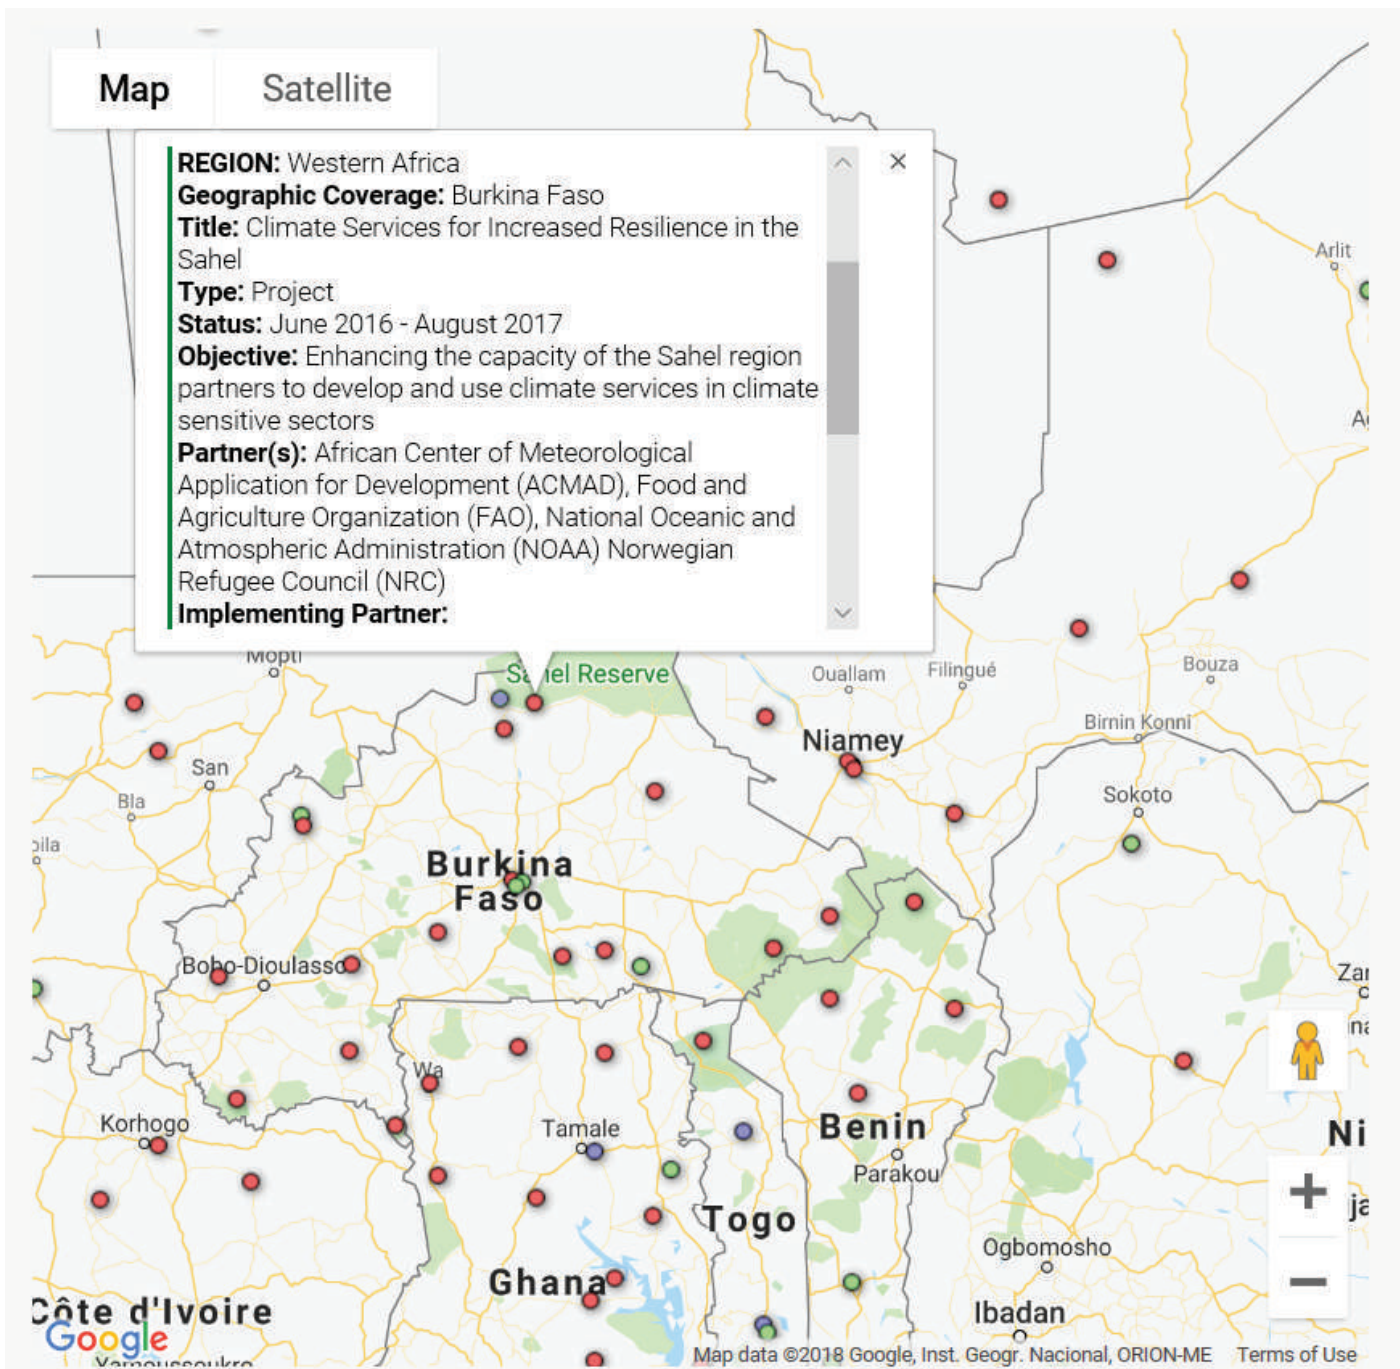 Map
Satellite
REGION: Western Africa
Geographic Coverage: Burkina Faso
Title: Climate Services for Increased Resilience in the
Sahel
Type: Project
Status: June 2016 - August 2017
Objective: Enhancing the capacity of the Sahel region
partners to develop and use climate services in climate
sensitive sectors
Partner(s): African Center of Meteorological
Application for Development (ACMAD), Food and
Agriculture Organization (FAO), National Oceanic and
Atmospheric Administration (NOAA) Norwegian
Refugee Council (NRC)
Implementing Partner:
Arlit
Mopti
Sahel Reserve
Ouallam
Filingué
Bouza
Birnin Konni
Niamey
San
Bla
Sokoto
Burkina
Faso
Bobo-Dioulasso
Wa
Korhogo
Tamale
Benin
Parakou
Togo
Ogbomosho
Ghana
Ibadan
Côte d'Ivoire
Google
Yamoussoukro
Map data ©2018 Google, Inst. Geogr. Nacional, ORION-ME
Terms of Use